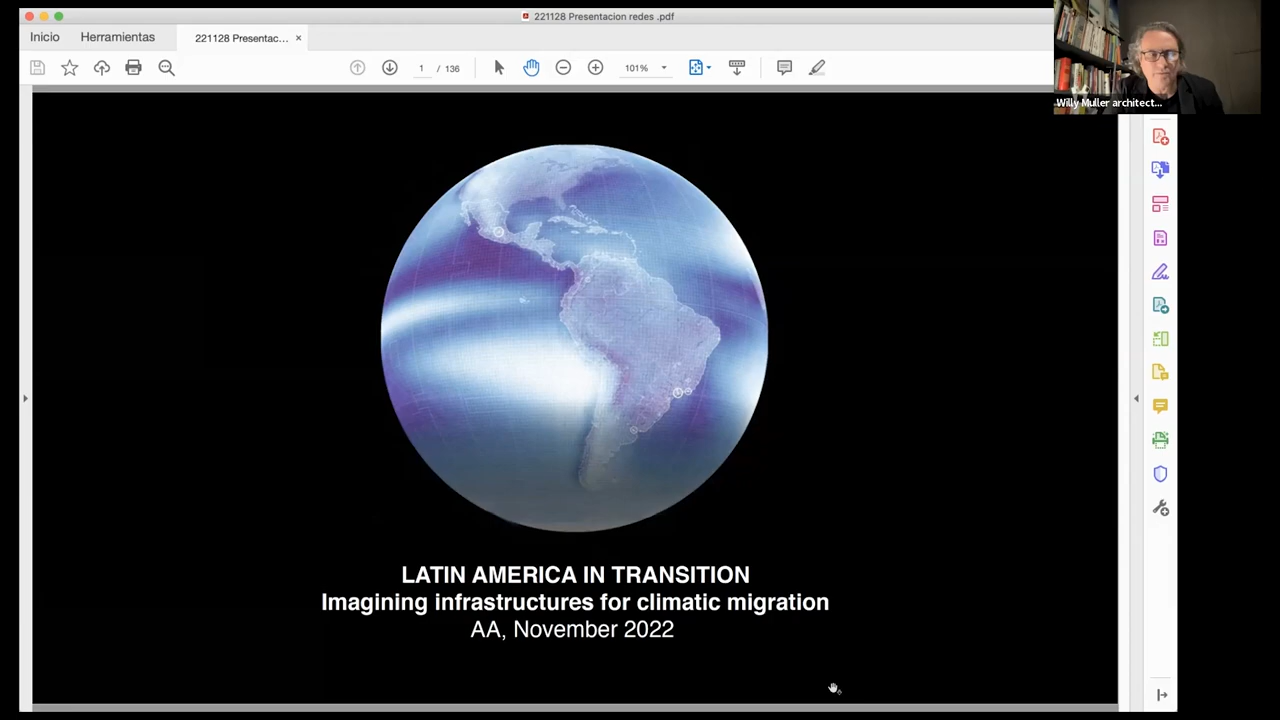 221128 Presentacion redes .pdf
Inicio
Herramientas
221128 Presentac...
1 / 136
101%
Willy Muller architect...
LATIN AMERICA IN TRANSITION
Imagining infrastructures for climatic migration
AA, November 2022